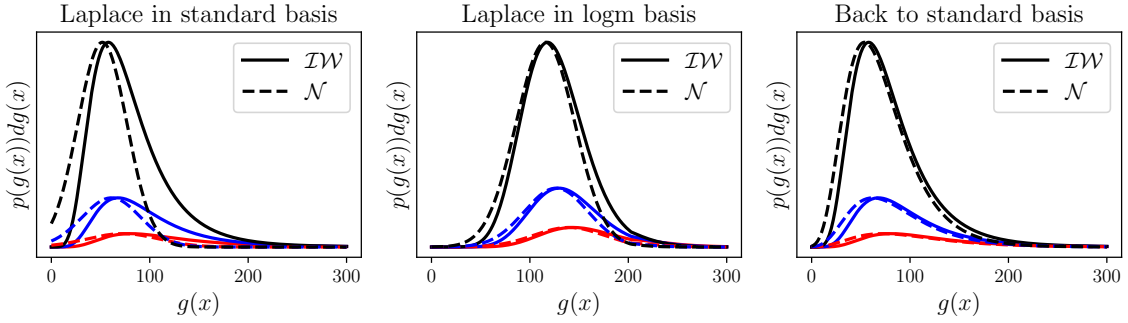 Laplace in standard basis
p(g(x))dg(x)
IW
N
0 100 200 300
g(x)
Laplace in logm basis
p(g(x))dg(x)
IW
N
0 100 200 300
g(x)
Back to standard basis
p(g(x))dg(x)
IW
N
0 100 200 300
g(x)